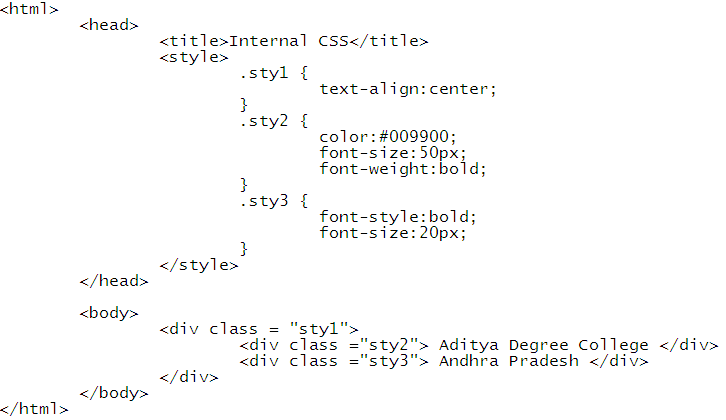 <html>
<head>
<title>Internal CSS</title>
<style>
.sty1 {
text-align:center;
}
.sty2 {
color:#009900;
font-size:50px;
font-weight:bold;
}
.sty3 {
font-style:bold;
font-size:20px;
}
</style>
</head>
<body>
<div class = "sty1">
<div class ="sty2"> Aditya Degree College </div>
<div class ="sty3"> Andhra Pradesh </div>
</div>
</body>
</html>